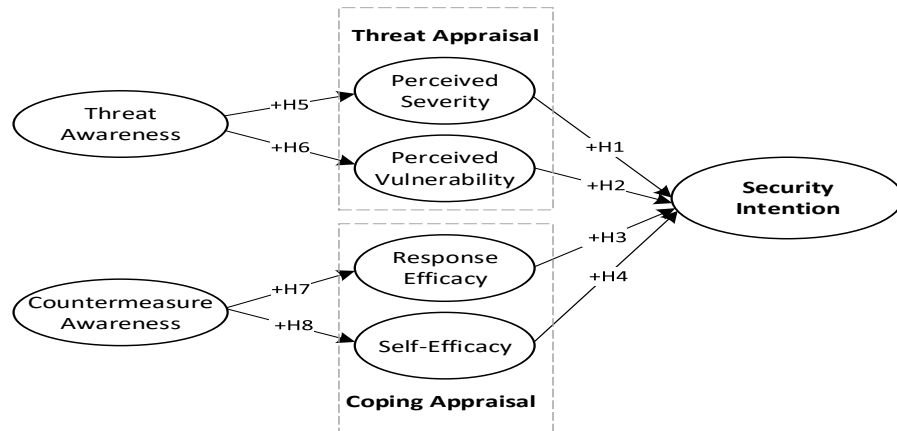 Threat Appraisal
Perceived
Severity
+H5
Threat
Awareness
+H1
+H6
Perceived
Vulnerability
+H2
Security
Intention
+H3
Response
Efficacy
+H4
+H7
Countermeasure
Awareness
+H8
Self-Efficacy
Coping Appraisal